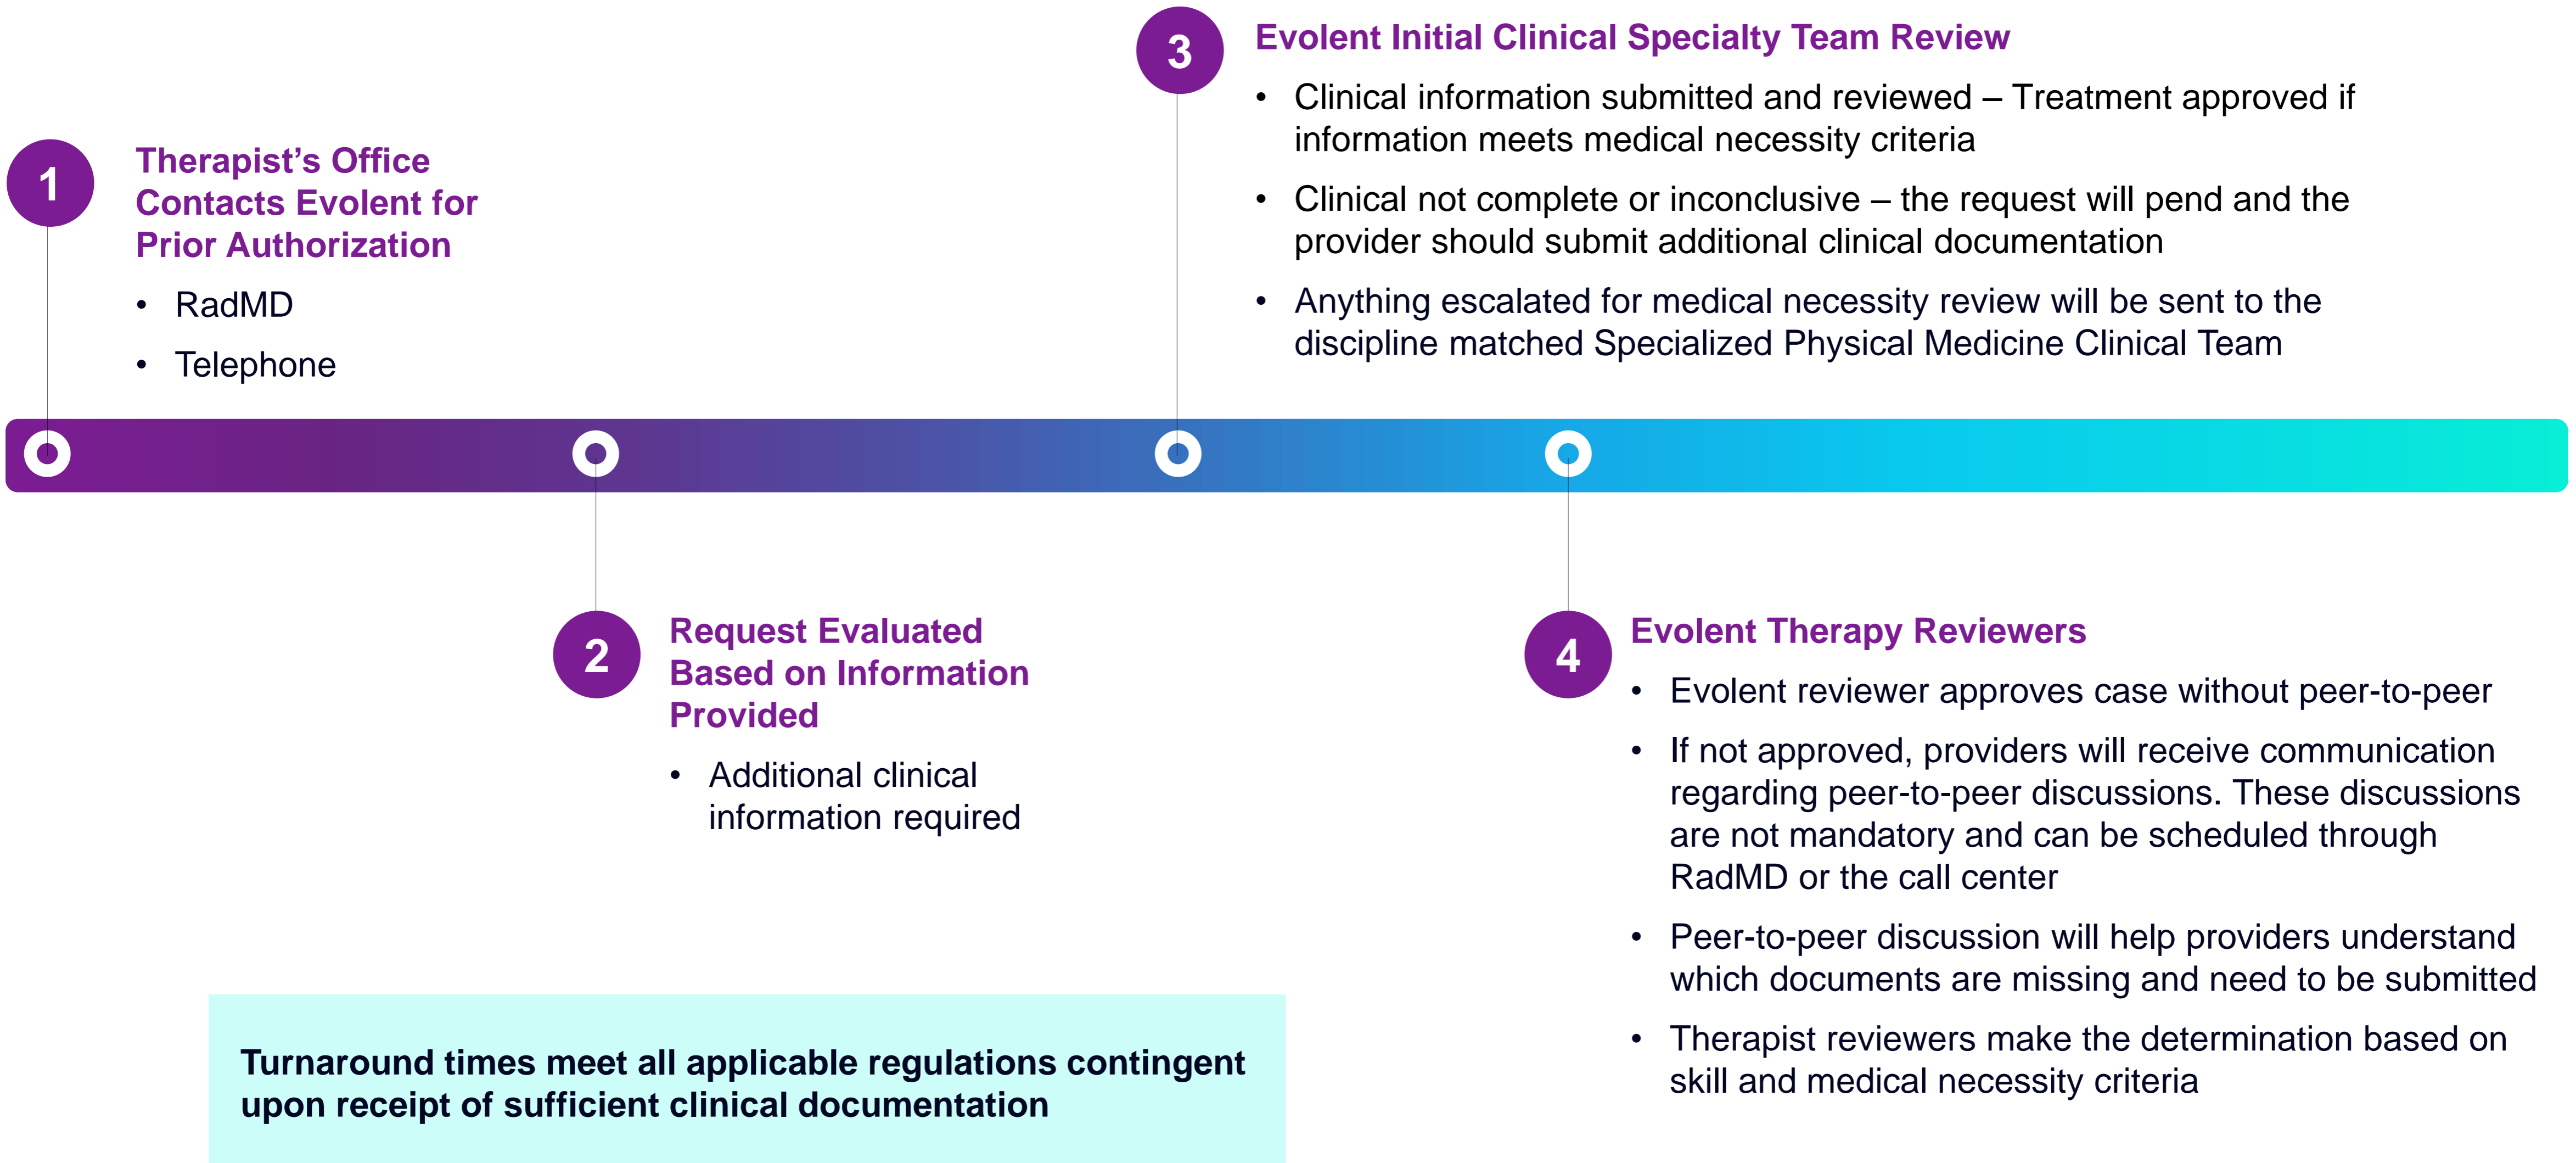 1
Therapist’s Office
Contacts Evolent for
Prior Authorization
• RadMD
• Telephone
2
Request Evaluated
Based on Information
Provided
• Additional clinical
information required
3
Evolent Initial Clinical Specialty Team Review
• Clinical information submitted and reviewed – Treatment approved if
information meets medical necessity criteria
• Clinical not complete or inconclusive – the request will pend and the
provider should submit additional clinical documentation
• Anything escalated for medical necessity review will be sent to the
discipline matched Specialized Physical Medicine Clinical Team
4
Evolent Therapy Reviewers
• Evolent reviewer approves case without peer-to-peer
• If not approved, providers will receive communication
regarding peer-to-peer discussions. These discussions
are not mandatory and can be scheduled through
RadMD or the call center
• Peer-to-peer discussion will help providers understand
which documents are missing and need to be submitted
• Therapist reviewers make the determination based on
skill and medical necessity criteria
Turnaround times meet all applicable regulations contingent
upon receipt of sufficient clinical documentation